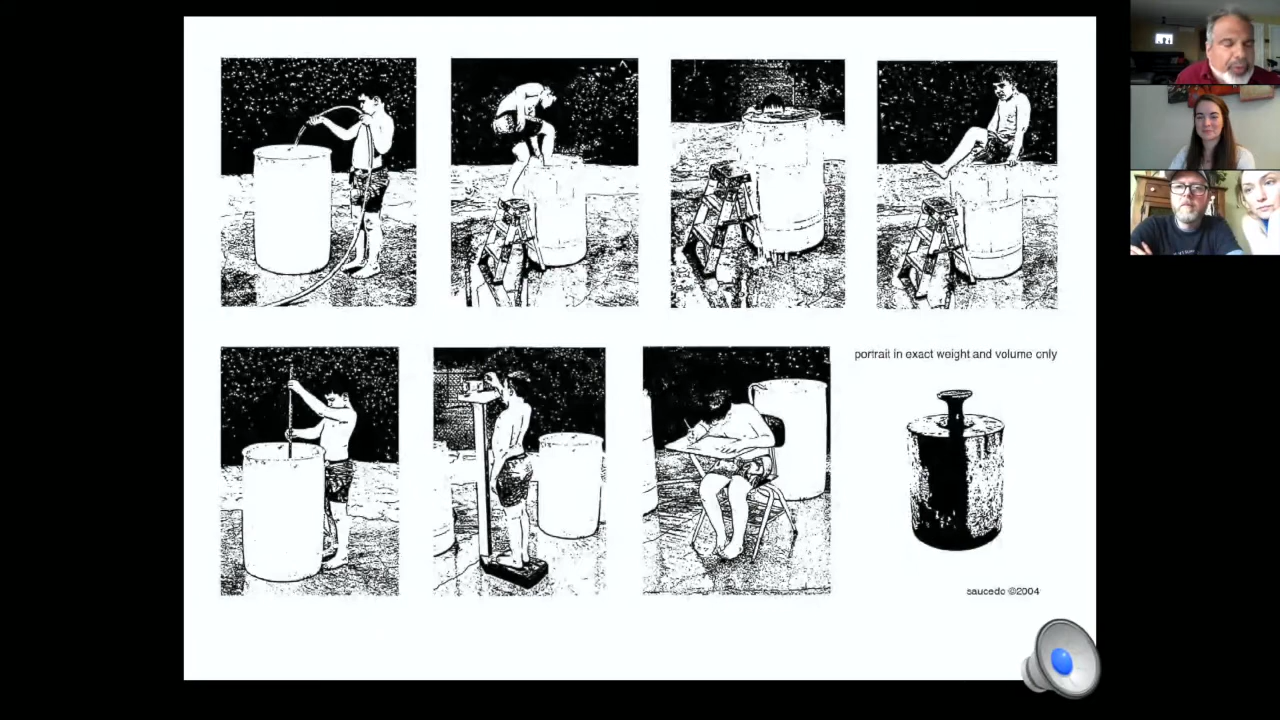 portrait in exact weight and volume only
saucedo ©2004